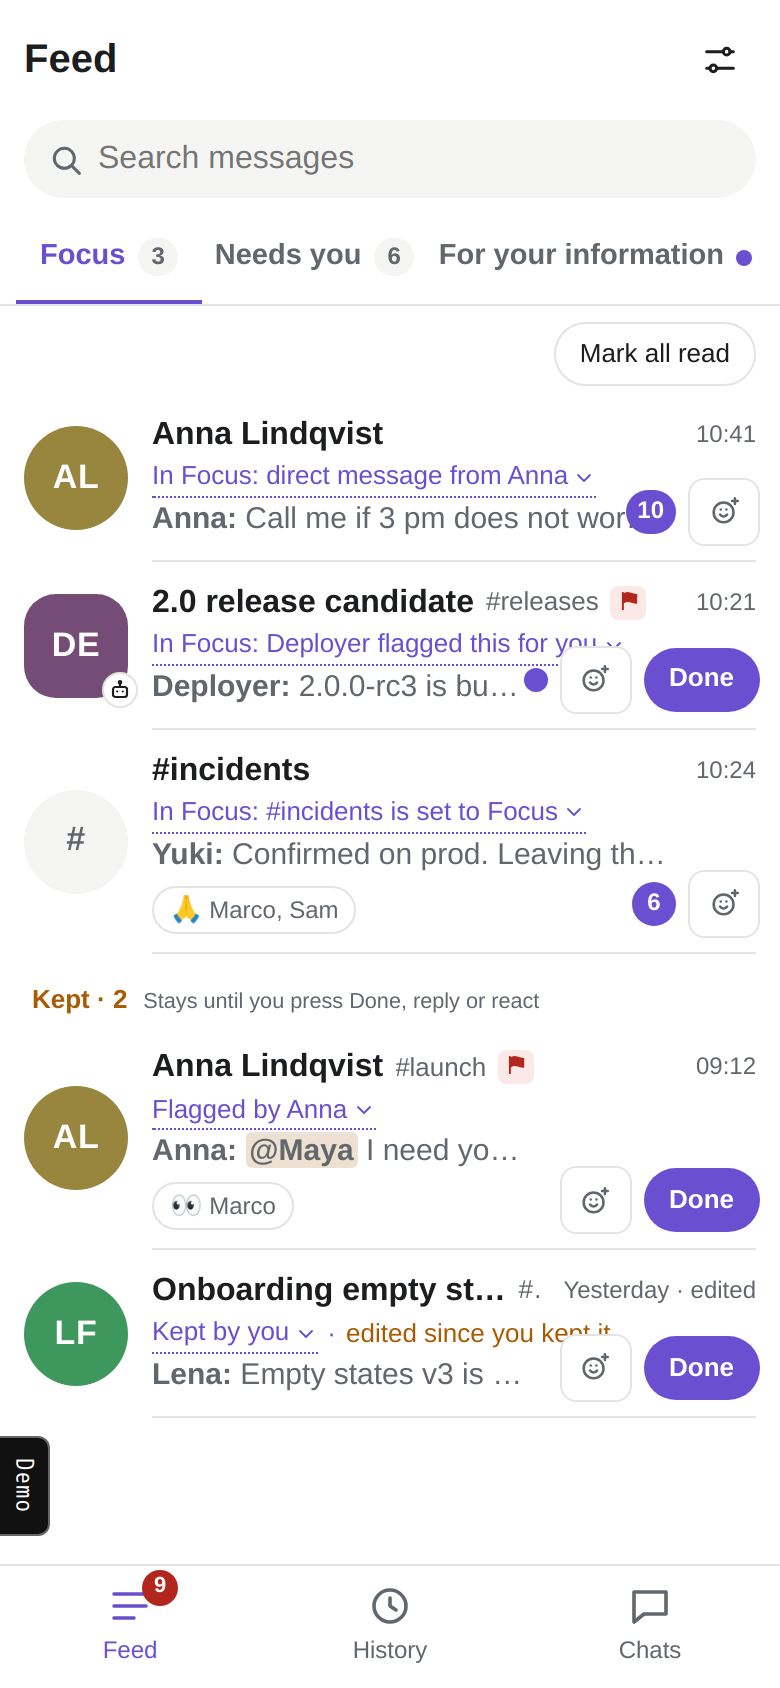 Feed
Search messages
Focus 3 Needs you 6 For your information
Mark all read
AL
Anna Lindqvist 10:41
In Focus: direct message from Anna
Anna: Call me if 3 pm does not wor
10
DE
2.0 release candidate #releases 10:21
In Focus: Deployer flagged this for you
Deployer: 2.0.0-rc3 is bu…
Done
#
#incidents 10:24
In Focus: #incidents is set to Focus
Yuki: Confirmed on prod. Leaving th…
🙏 Marco, Sam 6
Kept · 2 Stays until you press Done, reply or react
AL
Anna Lindqvist #launch 09:12
Flagged by Anna
Anna: @Maya I need yo…
👀 Marco Done
LF
Onboarding empty st… #. Yesterday · edited
Kept by you · edited since you kept it
Lena: Empty states v3 is …
Done
Demo
9
Feed History Chats